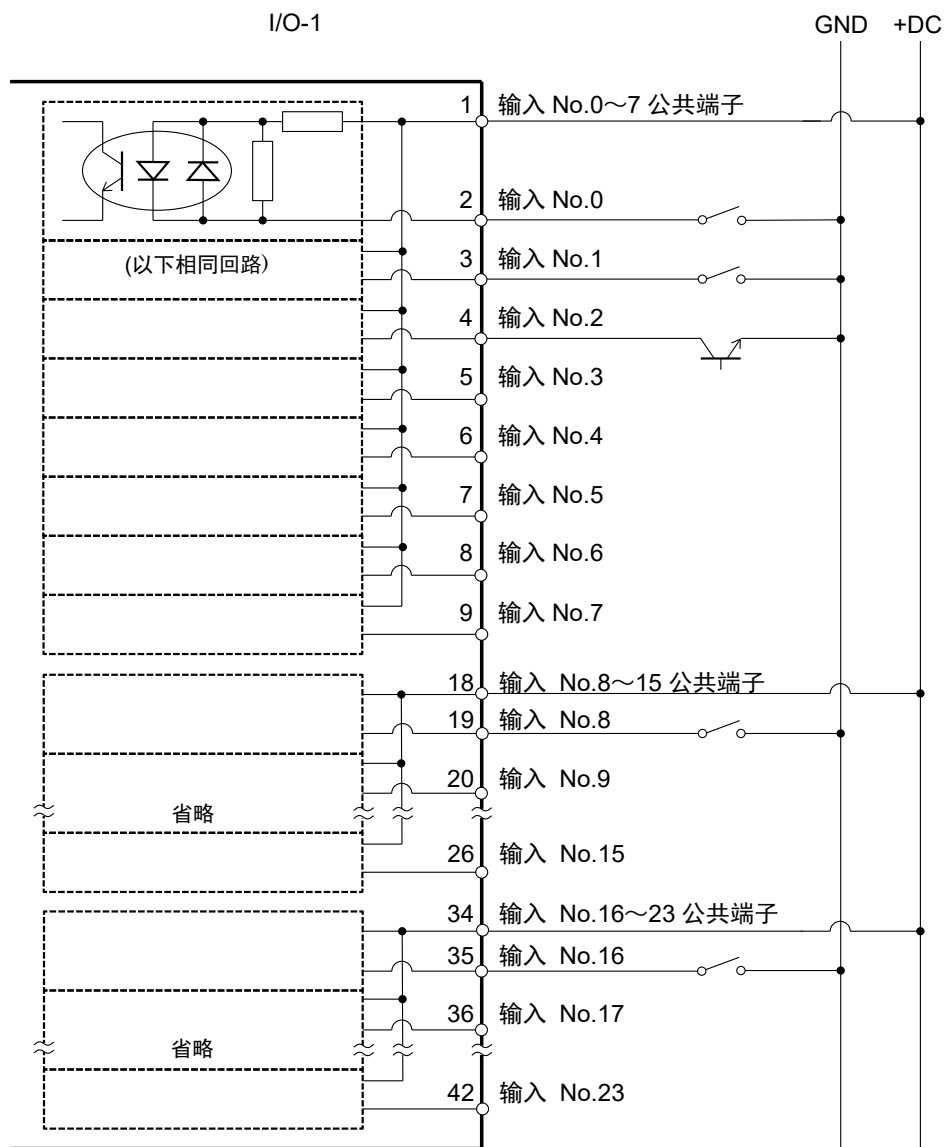 I/O-1
GND +DC
1 输入 No.0～7 公共端子
2 输入 No.0
(以下相同回路)
3 输入 No.1
4 输入 No.2
5 输入 No.3
6 输入 No.4
7 输入 No.5
8 输入 No.6
9 输入 No.7
18 输入 No.8～15 公共端子
19 输入 No.8
20 输入 No.9
省略
26 输入 No.15
34 输入 No.16～23 公共端子
35 输入 No.16
36 输入 No.17
省略
42 输入 No.23